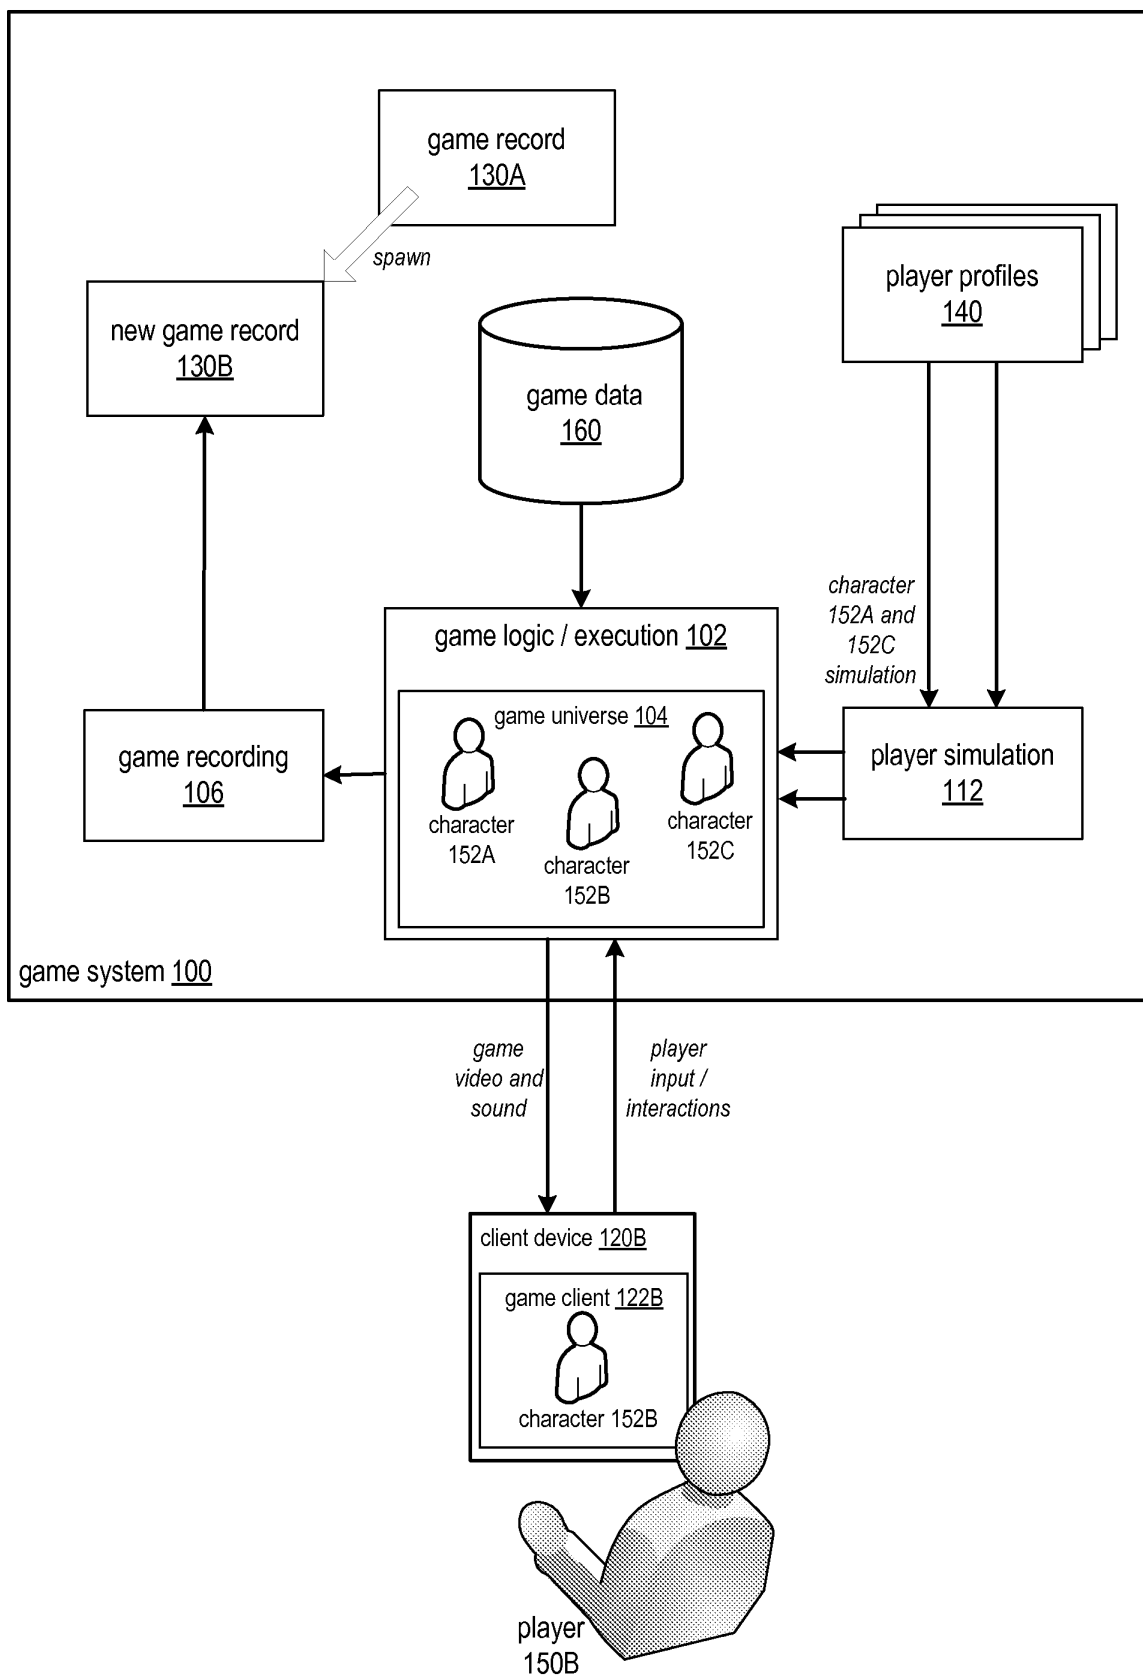 game record
130A
spawn
player profiles
140
new game record
130B
game data
160
character
152A and
152C
simulation
game logic / execution 102
game universe 104
character
152A
character
152B
character
152C
game recording
106
player simulation
112
game system 100
game
video and
sound
player
input /
interactions
client device 120B
game client 122B
character 152B
player
150B